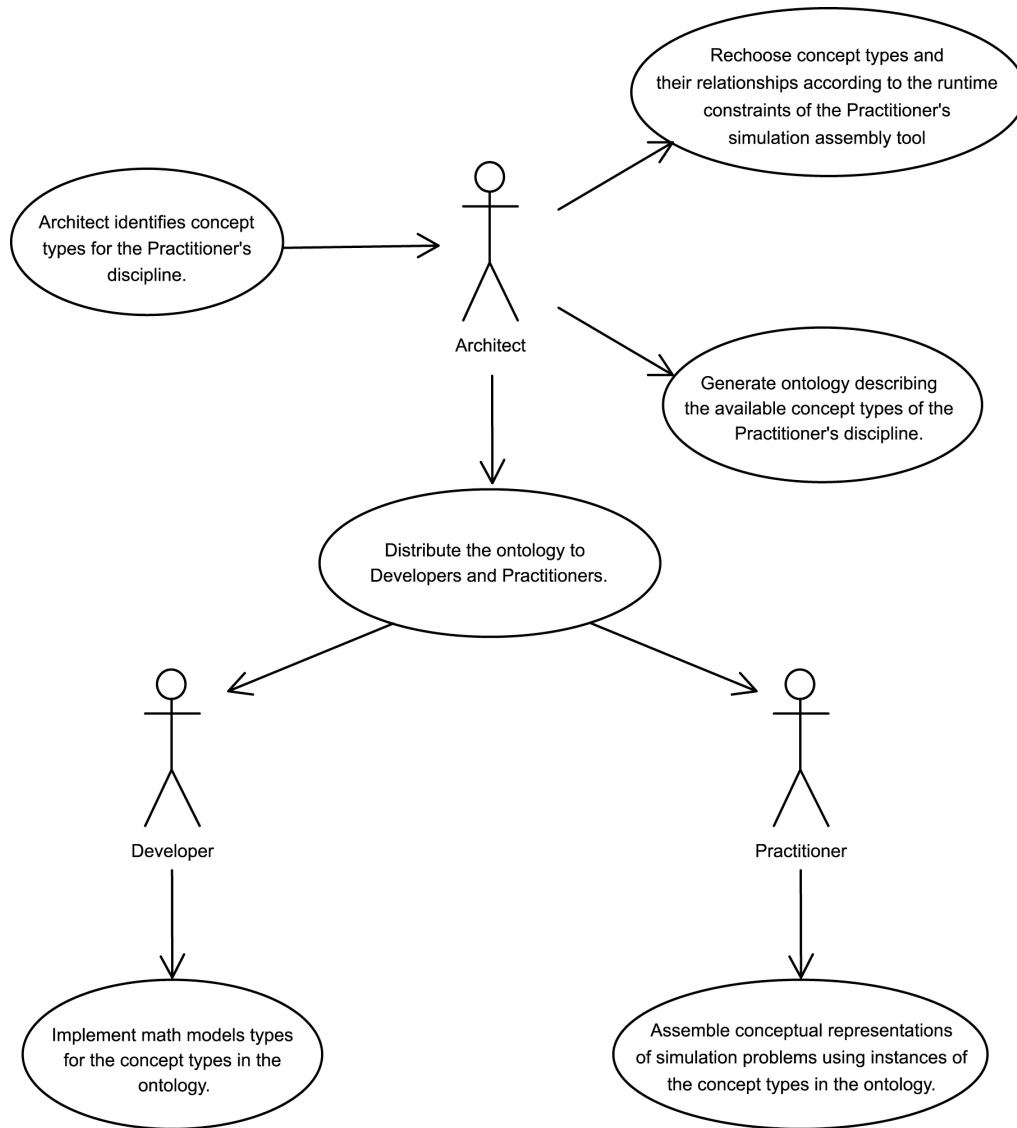 Rechoose concept types and
their relationships according to the runtime
constraints of the Practitioner's
simulation assembly tool
Architect identifies concept
types for the Practitioner's
discipline.
Architect
Generate ontology describing
the available concept types of the
Practitioner's discipline.
Distribute the ontology to
Developers and Practitioners.
Developer
Practitioner
Implement math models types
for the concept types in the
ontology.
Assemble conceptual representations
of simulation problems using instances of
the concept types in the ontology.